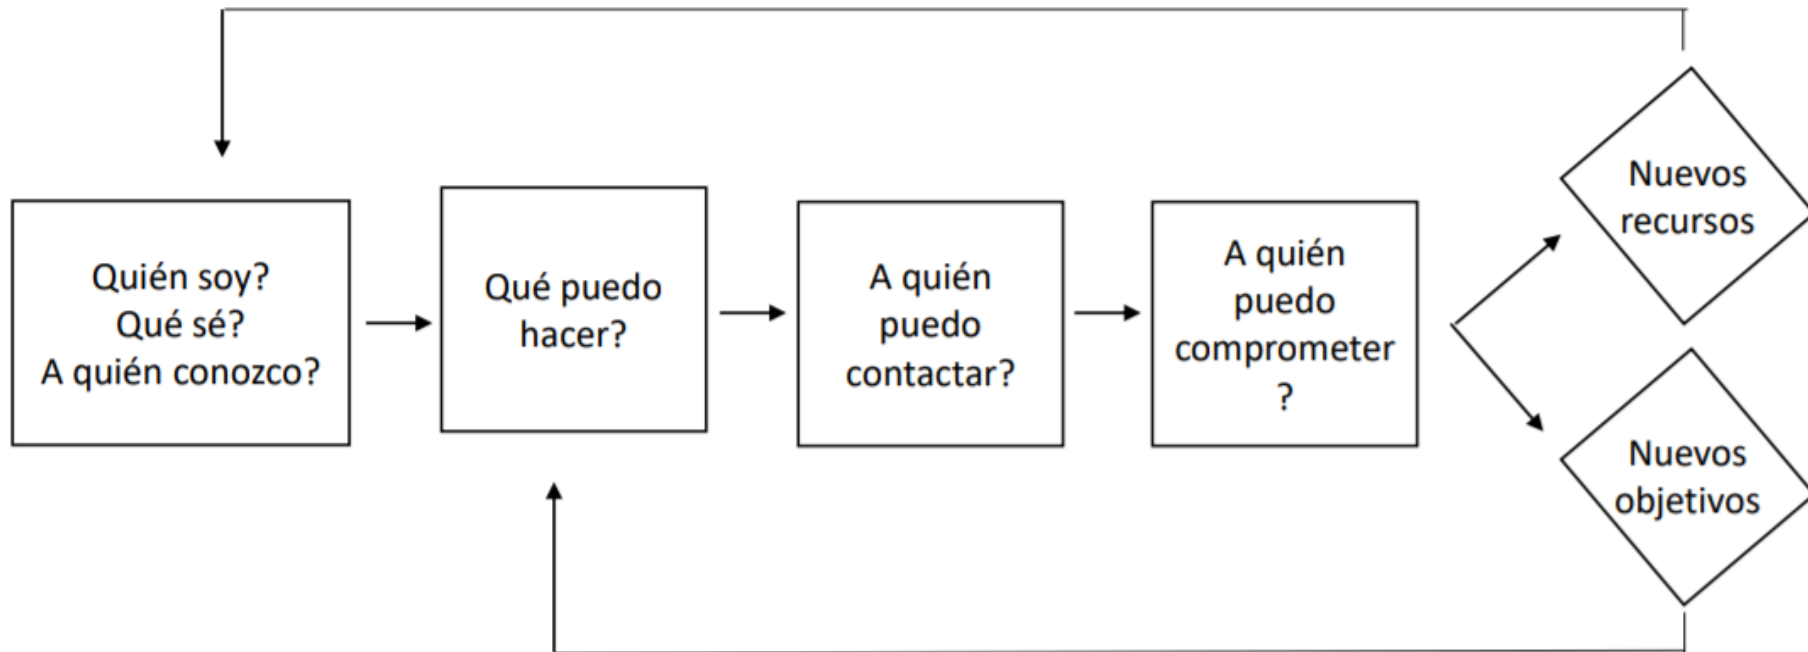 Quién soy?
Qué sé?
A quién conozco?
Qué puedo
hacer?
A quién
puedo
contactar?
A quién
puedo
comprometer
?
Nuevos
recursos
Nuevos
objetivos